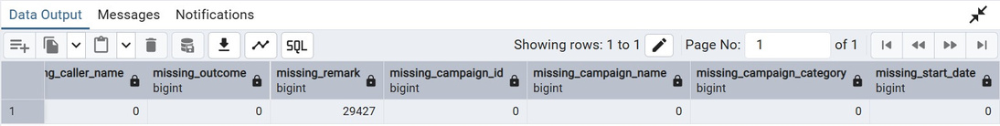 Data Output Messages Notifications
SQL Showing rows: 1 to 1 Page No: 1 of 1
ng_caller_name missing_outcome missing_remark missing_campaign_id missing_campaign_name missing_campaign_category missing_start_date
bigint bigint bigint bigint bigint bigint
1 0 0 29427 0 0 0 0